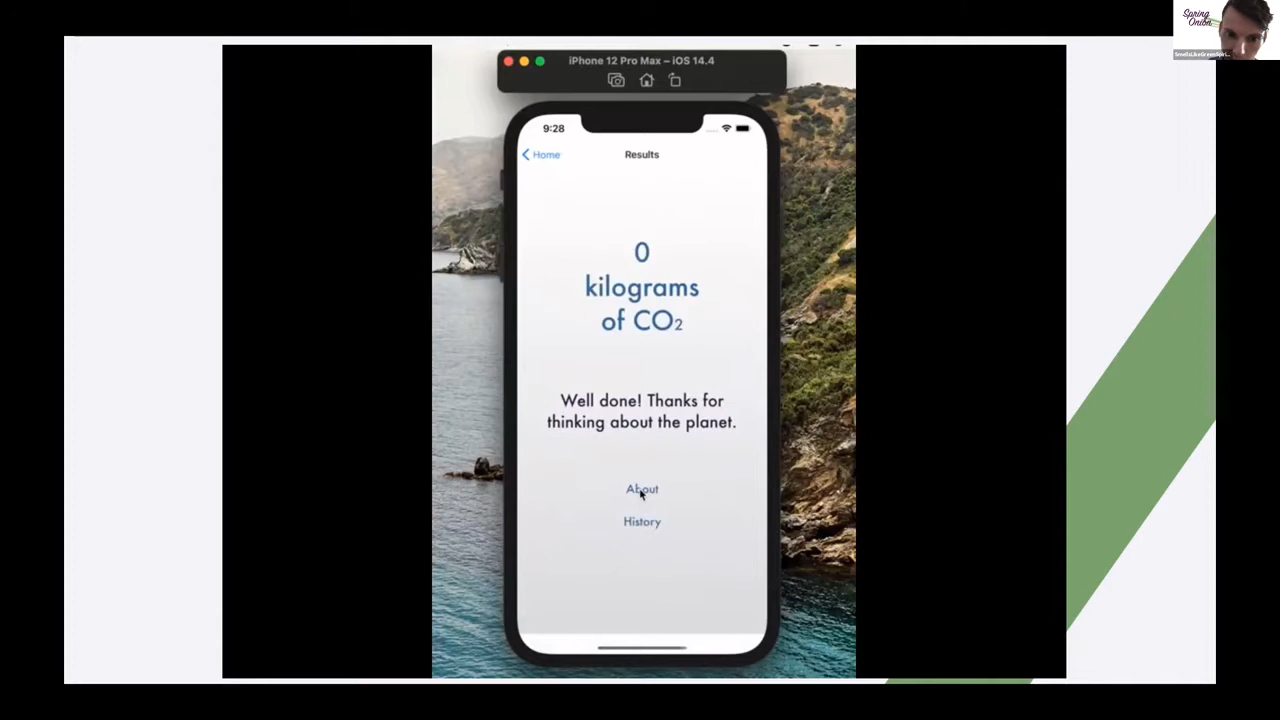 Spring
Onion
SmellsLikeGreenSpiri...
iPhone 12 Pro Max – iOS 14.4
9:28
Home
Results
0
kilograms
of CO₂
Well done! Thanks for
thinking about the planet.
About
History